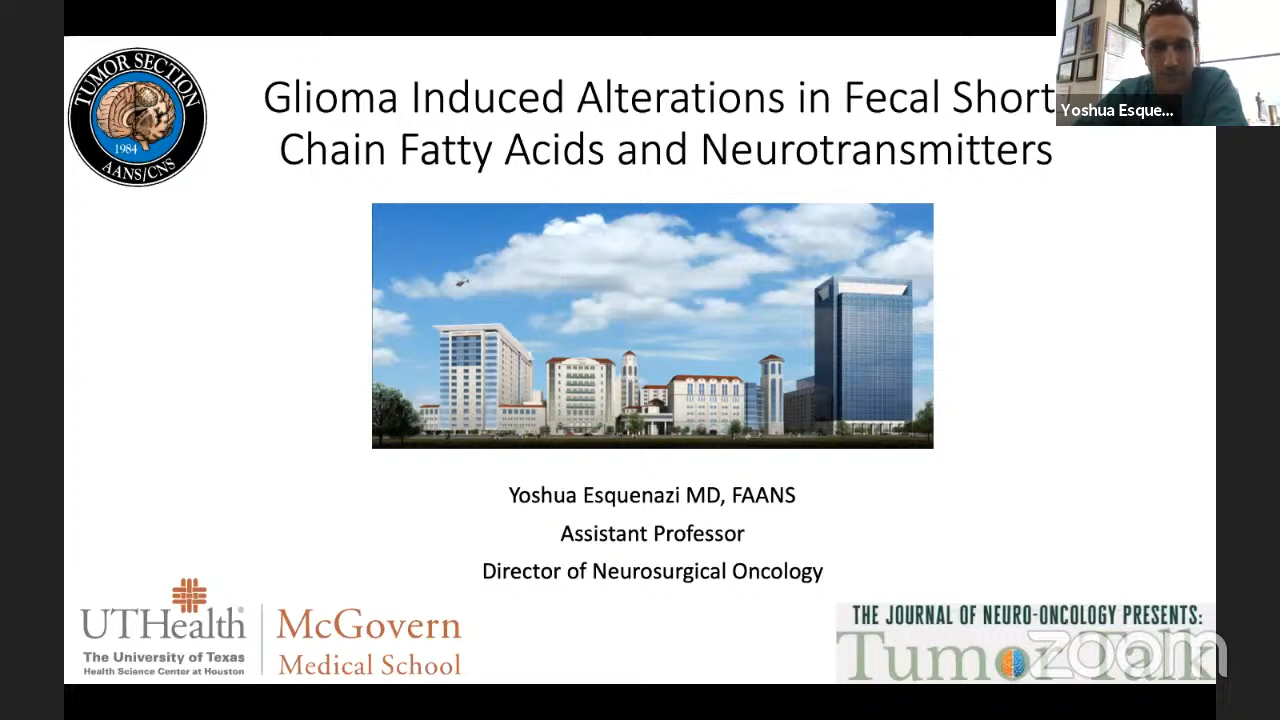 TUMOR SECTION
1984
AANS/CNS
Glioma Induced Alterations in Fecal Short
Chain Fatty Acids and Neurotransmitters
Yoshua Esque...
Yoshua Esquenazi MD, FAANS
Assistant Professor
Director of Neurosurgical Oncology
UTHealth®
The University of Texas
Health Science Center at Houston
McGovern
Medical School
THE JOURNAL OF NEURO-ONCOLOGY PRESENTS:
Tumor Talk
zoom